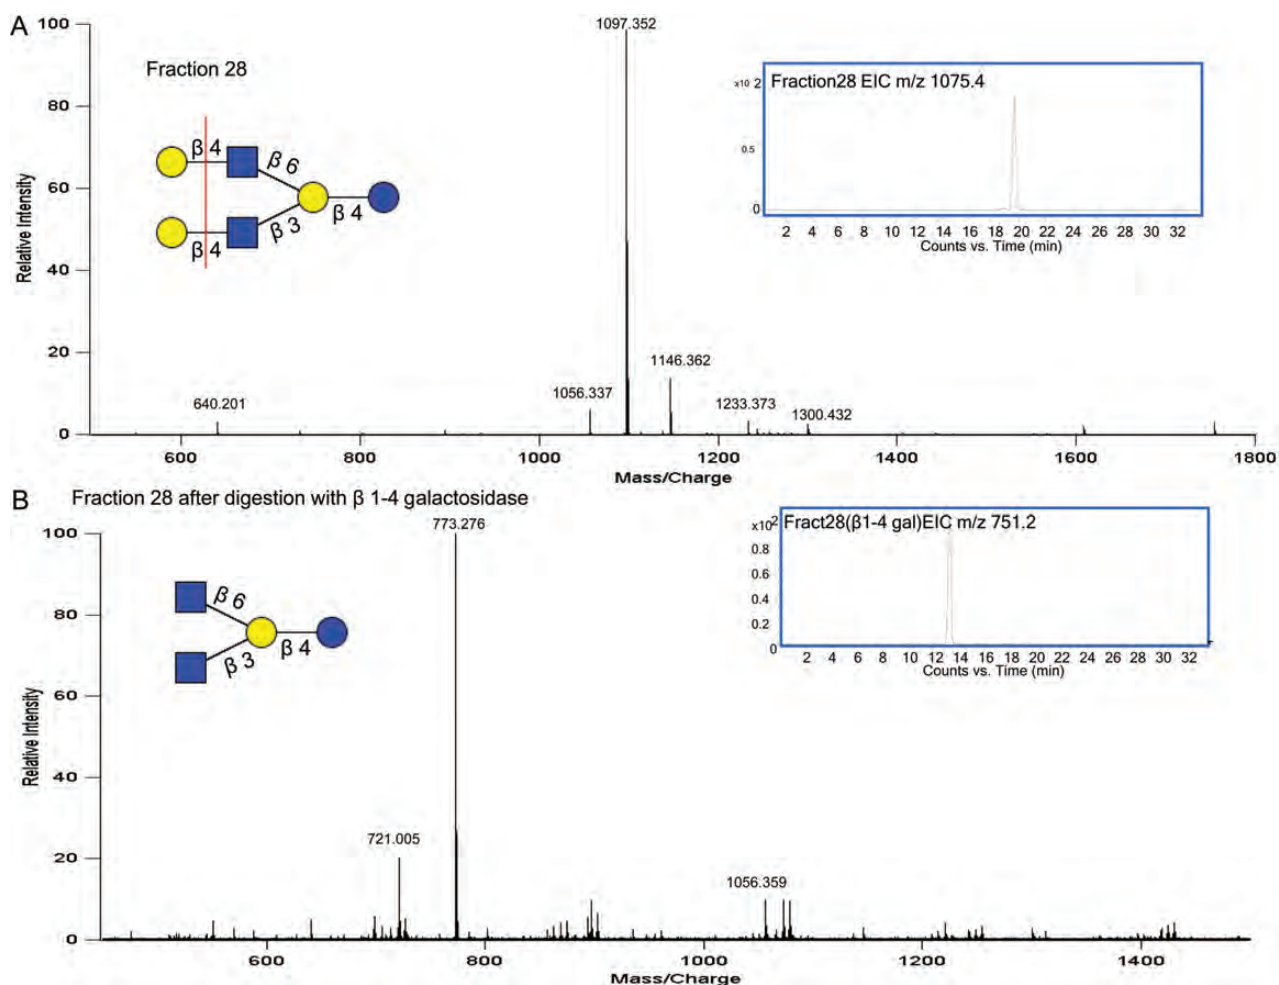 A
Fraction 28
β 4
β 6
β 4
β 3
β 4
Relative Intensity
100
80
60
40
20
0
1097.352
1146.362
1056.337
1233.373
1300.432
640.201
600 800 1000 1200 1400 1600 1800
Mass/Charge
x10 2
Fraction28 EIC m/z 1075.4
0.5
0
2 4 6 8 10 12 14 16 18 19 20 22 24 26 28 30 32
Counts vs. Time (min)
B
Fraction 28 after digestion with β 1-4 galactosidase
β 6
β 4
β 3
Relative Intensity
100
80
60
40
20
0
773.276
721.005
1056.359
600 800 1000 1200 1400
Mass/Charge
x10 2
Fract28(β1-4 gal)EIC m/z 751.2
0.8
0.6
0.4
0.2
0
2 4 6 8 10 12 14 16 18 20 22 24 26 28 30 32
Counts vs. Time (min)